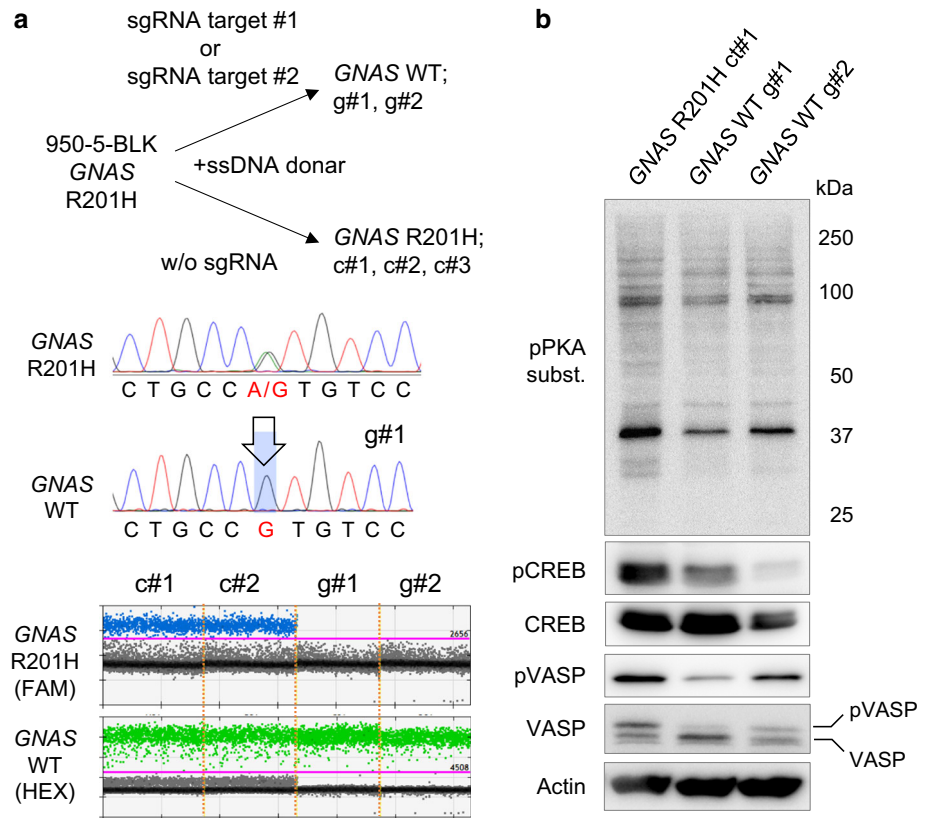 a
sgRNA target #1
or
sgRNA target #2
GNAS WT;
g#1, g#2
950-5-BLK
GNAS
R201H
+ssDNA donar
w/o sgRNA
GNAS R201H;
c#1, c#2, c#3
GNAS
R201H
C T G C C A/G T G T C C
g#1
GNAS
WT
C T G C C G T G T C C
c#1 c#2 g#1 g#2
GNAS
R201H
(FAM)
2656
GNAS
WT
(HEX)
4508
b
GNAS R201H ct#1
GNAS WT g#1
GNAS WT g#2
kDa
250
100
50
37
25
pPKA
subst.
pCREB
CREB
pVASP
VASP
pVASP
VASP
Actin